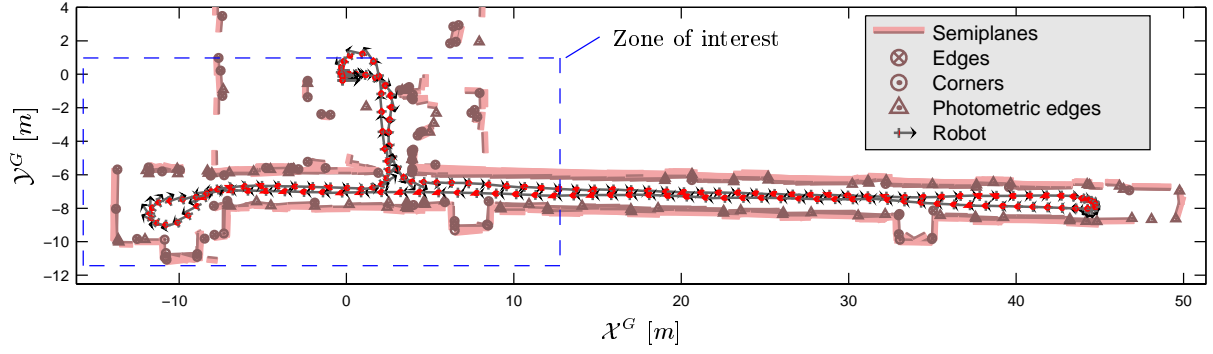 4
2
0
−2
−4
−6
−8
−10
−12
−10
0
10
20
30
40
50
Y^G [m]
X^G [m]
Zone of interest
Semiplanes
Edges
Corners
Photometric edges
Robot